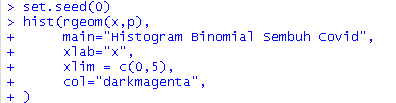 > set.seed(0)
> hist(rgeom(x,p),
+      main="Histogram Binomial Sembuh Covid",
+      xlab="x",
+      xlim = c(0,5),
+      col="darkmagenta",
+ )